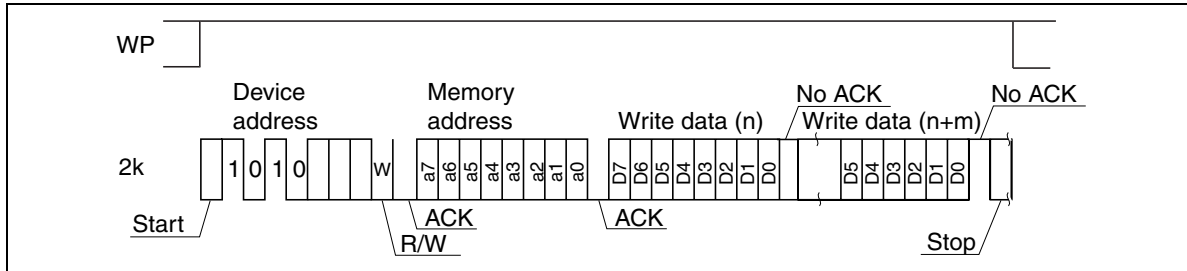 WP
Device address
Memory address
No ACK
No ACK
Write data (n)
Write data (n+m)
2k
1 0 1 0
W
a7 a6 a5 a4 a3 a2 a1 a0
D7 D6 D5 D4 D3 D2 D1 D0
D5 D4 D3 D2 D1 D0
Start
ACK
ACK
Stop
R/W